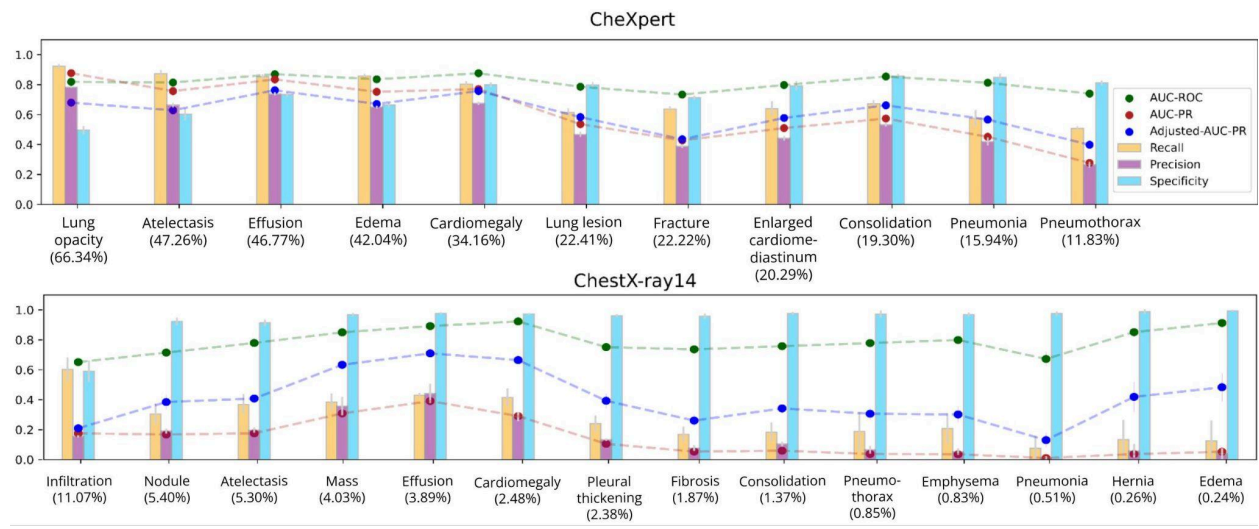 CheXpert
1.0
0.8
0.6
0.4
0.2
0.0
AUC-ROC
AUC-PR
Adjusted-AUC-PR
Recall
Precision
Specificity
Lung
opacity
(66.34%)
Atelectasis
(47.26%)
Effusion
(46.77%)
Edema
(42.04%)
Cardiomegaly
(34.16%)
Lung lesion
(22.41%)
Fracture
(22.22%)
Enlarged
cardiome-
diastinum
(20.29%)
Consolidation
(19.30%)
Pneumonia
(15.94%)
Pneumothorax
(11.83%)
ChestX-ray14
1.0
0.8
0.6
0.4
0.2
0.0
Infiltration
(11.07%)
Nodule
(5.40%)
Atelectasis
(5.30%)
Mass
(4.03%)
Effusion
(3.89%)
Cardiomegaly
(2.48%)
Pleural
thickening
(2.38%)
Fibrosis
(1.87%)
Consolidation
(1.37%)
Pneumo-
thorax
(0.85%)
Emphysema
(0.83%)
Pneumonia
(0.51%)
Hernia
(0.26%)
Edema
(0.24%)